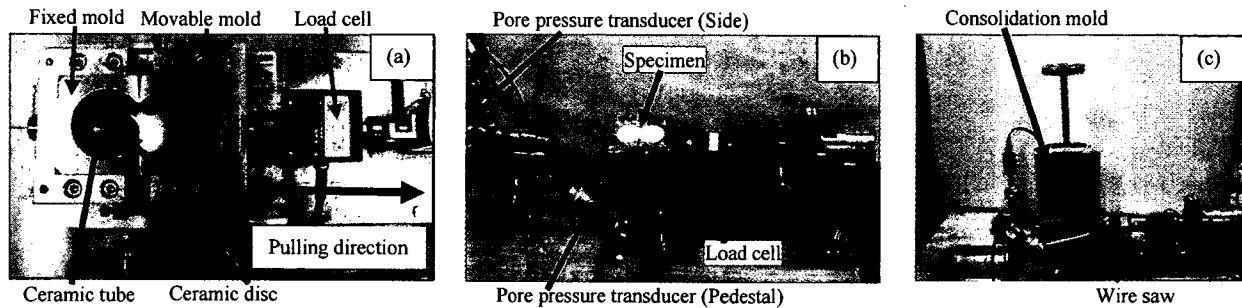 Fixed mold
Movable mold
Load cell
(a)
Pulling direction
Ceramic tube
Ceramic disc
Pore pressure transducer (Side)
Specimen
(b)
Load cell
Pore pressure transducer (Pedestal)
Consolidation mold
(c)
Wire saw